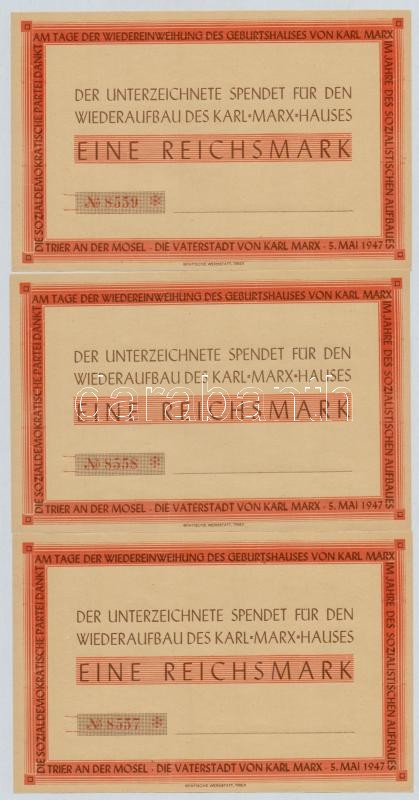 AM TAGE DER WIEDEREINWEIHUNG DES GEBURTSHAUSES VON KARL MARX
IM JAHRE DES SOZIALISTISCHEN AUFBAUES
DIE SOZIALDEMOKRATISCHE PARTEI DANKT
DER UNTERZEICHNETE SPENDET FÜR DEN
WIEDERAUFBAU DES KARL=MARX=HAUSES
EINE REICHSMARK
№ 8559 ✻
TRIER AN DER MOSEL - DIE VATERSTADT VON KARL MARX - 5. MAI 1947
AM TAGE DER WIEDEREINWEIHUNG DES GEBURTSHAUSES VON KARL MARX
IM JAHRE DES SOZIALISTISCHEN AUFBAUES
DIE SOZIALDEMOKRATISCHE PARTEI DANKT
DER UNTERZEICHNETE SPENDET FÜR DEN
WIEDERAUFBAU DES KARL=MARX=HAUSES
darabanth
EINE REICHSMARK
№ 8558 ✻
TRIER AN DER MOSEL - DIE VATERSTADT VON KARL MARX - 5. MAI 1947
AM TAGE DER WIEDEREINWEIHUNG DES GEBURTSHAUSES VON KARL MARX
IM JAHRE DES SOZIALISTISCHEN AUFBAUES
DIE SOZIALDEMOKRATISCHE PARTEI DANKT
DER UNTERZEICHNETE SPENDET FÜR DEN
WIEDERAUFBAU DES KARL=MARX=HAUSES
EINE REICHSMARK
№ 8557 ✻
TRIER AN DER MOSEL - DIE VATERSTADT VON KARL MARX - 5. MAI 1947